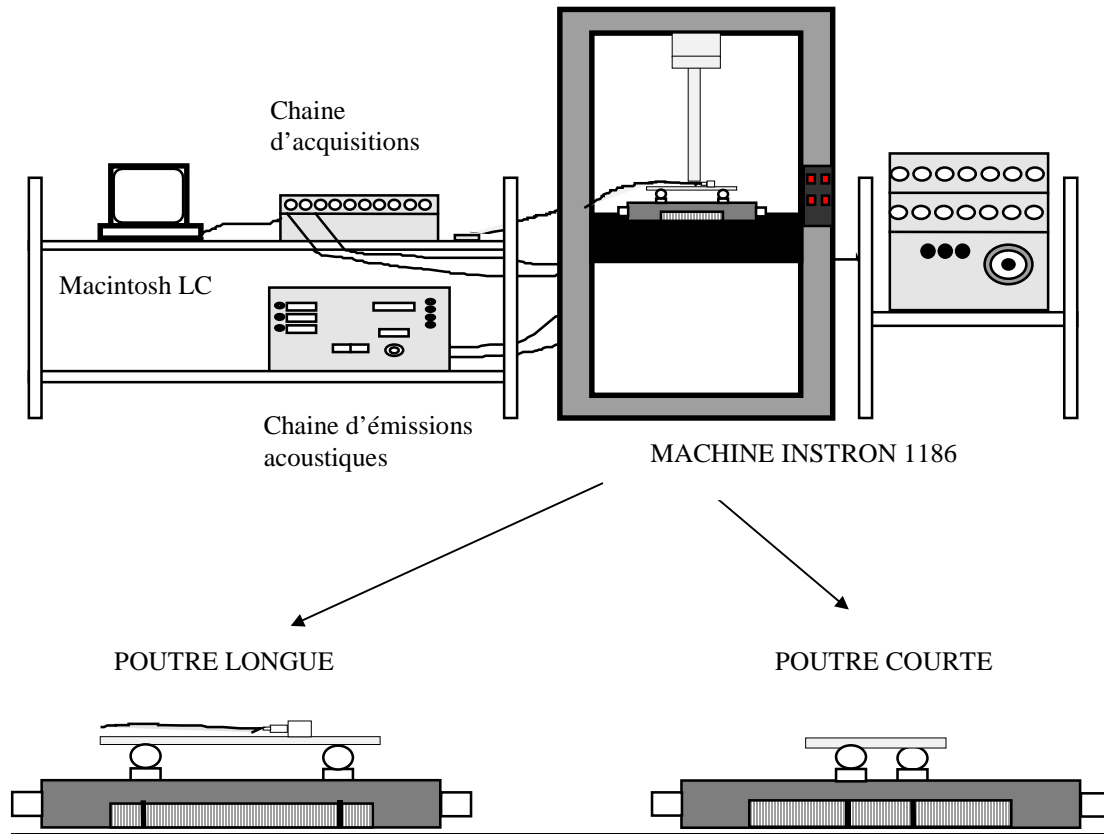 Chaine
d’acquisitions
Macintosh LC
Chaine d’émissions
acoustiques
MACHINE INSTRON 1186
POUTRE LONGUE
POUTRE COURTE